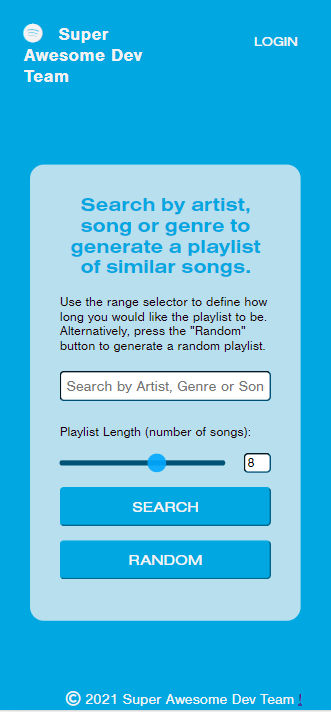 Super
Awesome Dev
Team
LOGIN
Search by artist,
song or genre to
generate a playlist
of similar songs.
Use the range selector to define how
long you would like the playlist to be.
Alternatively, press the "Random"
button to generate a random playlist.
Search by Artist, Genre or Son
Playlist Length (number of songs):
8
SEARCH
RANDOM
© 2021 Super Awesome Dev Team !